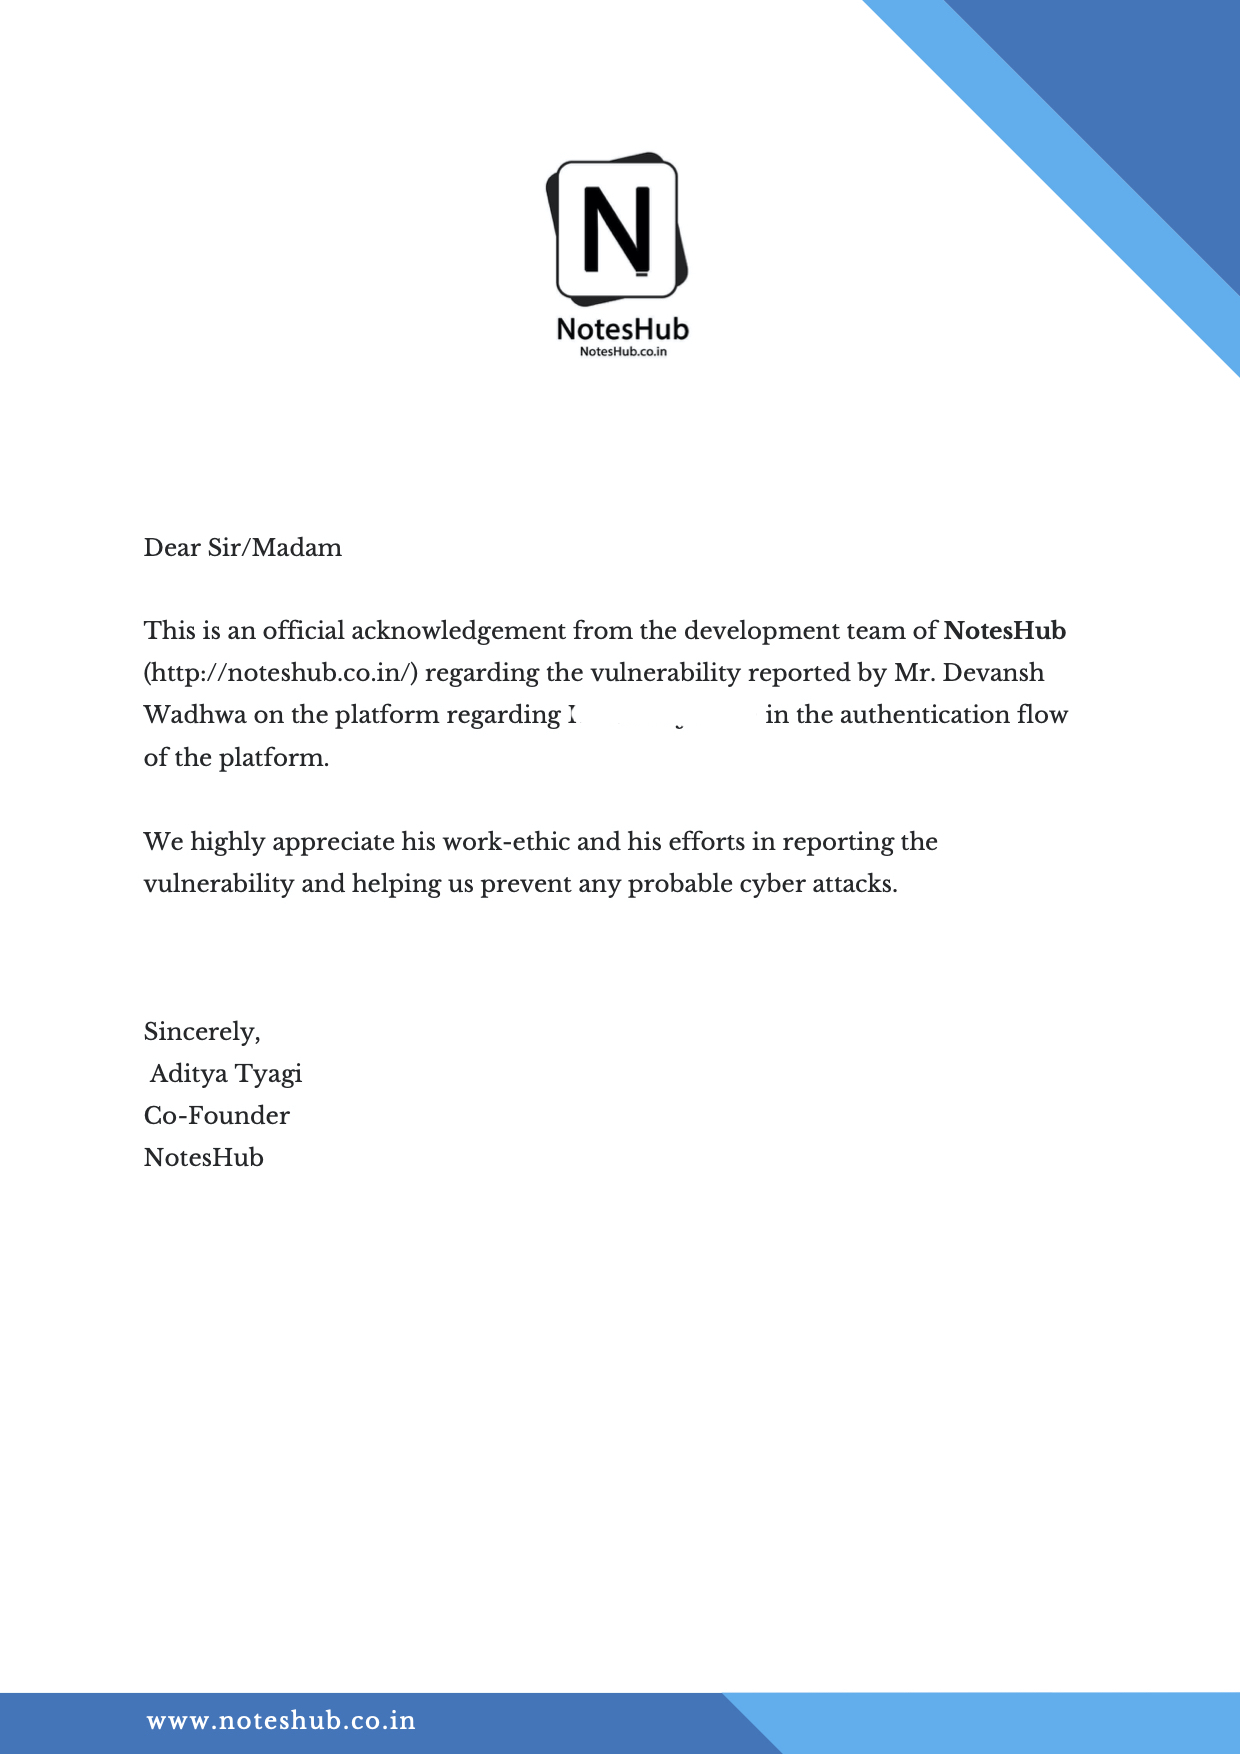 N
NotesHub
NotesHub.co.in
Dear Sir/Madam
This is an official acknowledgement from the development team of NotesHub
(http://noteshub.co.in/) regarding the vulnerability reported by Mr. Devansh
Wadhwa on the platform regarding in the authentication flow
of the platform.
We highly appreciate his work-ethic and his efforts in reporting the
vulnerability and helping us prevent any probable cyber attacks.
Sincerely,
Aditya Tyagi
Co-Founder
NotesHub
www.noteshub.co.in